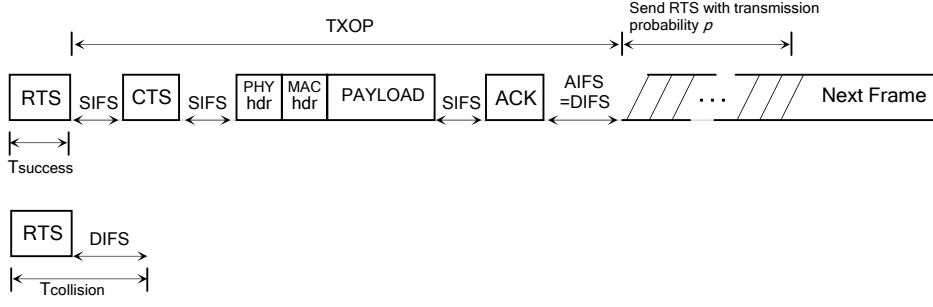 Send RTS with transmission
probability p
TXOP
RTS SIFS CTS SIFS PHY hdr MAC hdr PAYLOAD SIFS ACK AIFS =DIFS ... Next Frame
Tsuccess
RTS DIFS
Tcollision